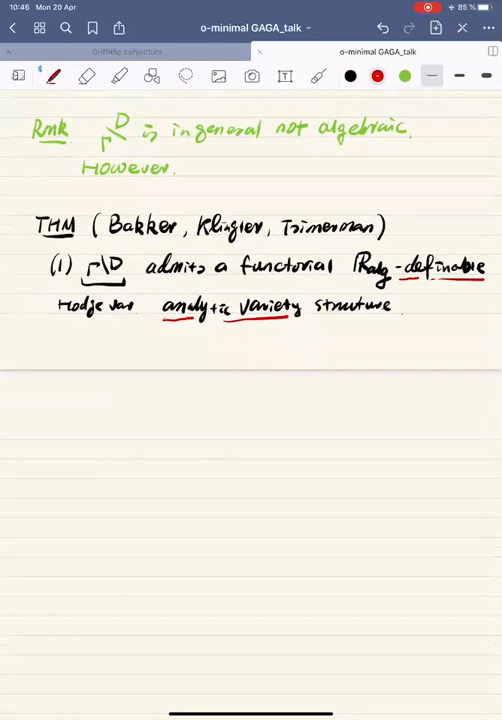 10:46 Mon 20 Apr 85 %
o-minimal GAGA_talk
Griffiths conjecture
o-minimal GAGA_talk
Rmk Γ\D is in general not algebraic.
However,
THM (Bakker, Klingler, Tsimerman)
(1) Γ\D admits a functorial ℝalg-definable
Hodge var. analytic variety structure.